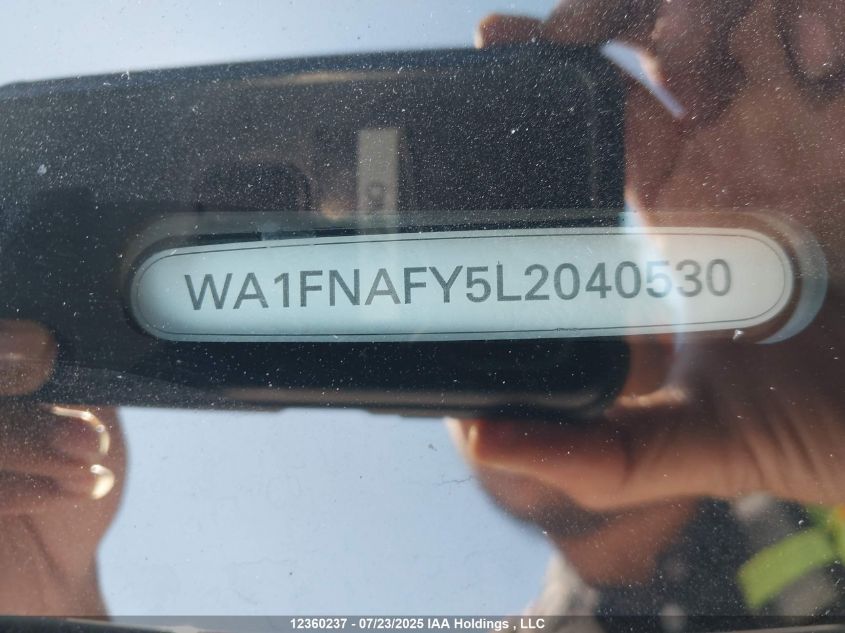 WA1FNAFY5L2040530
12360237 - 07/23/2025 IAA Holdings , LLC